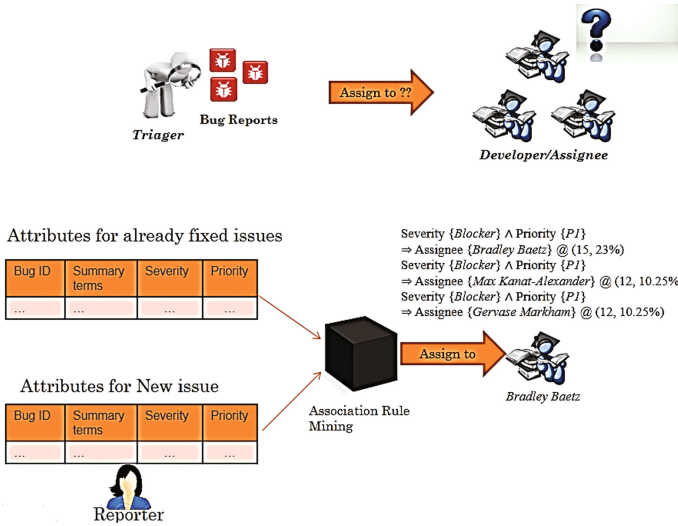 ?
Assign to ??
Bug Reports
Triager
Developer/Assignee
Attributes for already fixed issues
Bug ID Summary terms Severity Priority
... ... ... ...
Severity {Blocker} ∧ Priority {P1}
⇒ Assignee {Bradley Baetz} @ (15, 23%)
Severity {Blocker} ∧ Priority {P1}
⇒ Assignee {Max Kanat-Alexander} @ (12, 10.25%
Severity {Blocker} ∧ Priority {P1}
⇒ Assignee {Gervase Markham} @ (12, 10.25%)
Assign to
Bradley Baetz
Association Rule
Mining
Attributes for New issue
Bug ID Summary terms Severity Priority
... ... ... ...
Reporter